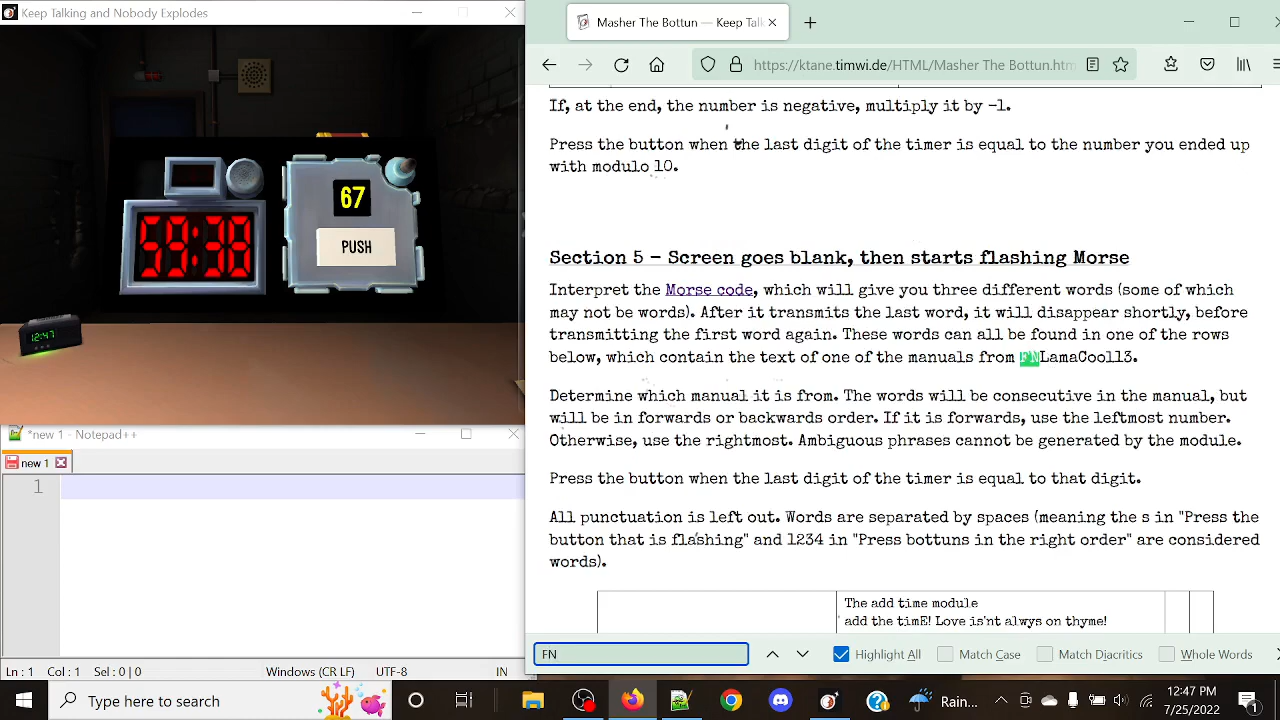 Keep Talking and Nobody Explodes
67
PUSH
59:38
12:47
*new 1 - Notepad++
new 1
1
Ln : 1 Col : 1 Sel : 0 | 0 Windows (CR LF) UTF-8 IN
Masher The Bottun — Keep Talk
https://ktane.timwi.de/HTML/Masher The Bottun.htm
If, at the end, the number is negative, multiply it by -1.
Press the button when the last digit of the timer is equal to the number you ended up
with modulo 10.
Section 5 - Screen goes blank, then starts flashing Morse
Interpret the Morse code, which will give you three different words (some of which
may not be words). After it transmits the last word, it will disappear shortly, before
transmitting the first word again. These words can all be found in one of the rows
below, which contain the text of one of the manuals from FNLamaCool13.
Determine which manual it is from. The words will be consecutive in the manual, but
will be in forwards or backwards order. If it is forwards, use the leftmost number.
Otherwise, use the rightmost. Ambiguous phrases cannot be generated by the module.
Press the button when the last digit of the timer is equal to that digit.
All punctuation is left out. Words are separated by spaces (meaning the s in "Press the
button that is flashing" and 1234 in "Press bottuns in the right order" are considered
words).
The add time module
add the timE! Love is'nt alwys on thyme!
FN
Highlight All Match Case Match Diacritics Whole Words
Type here to search
Rain...
12:47 PM
7/25/2022
1